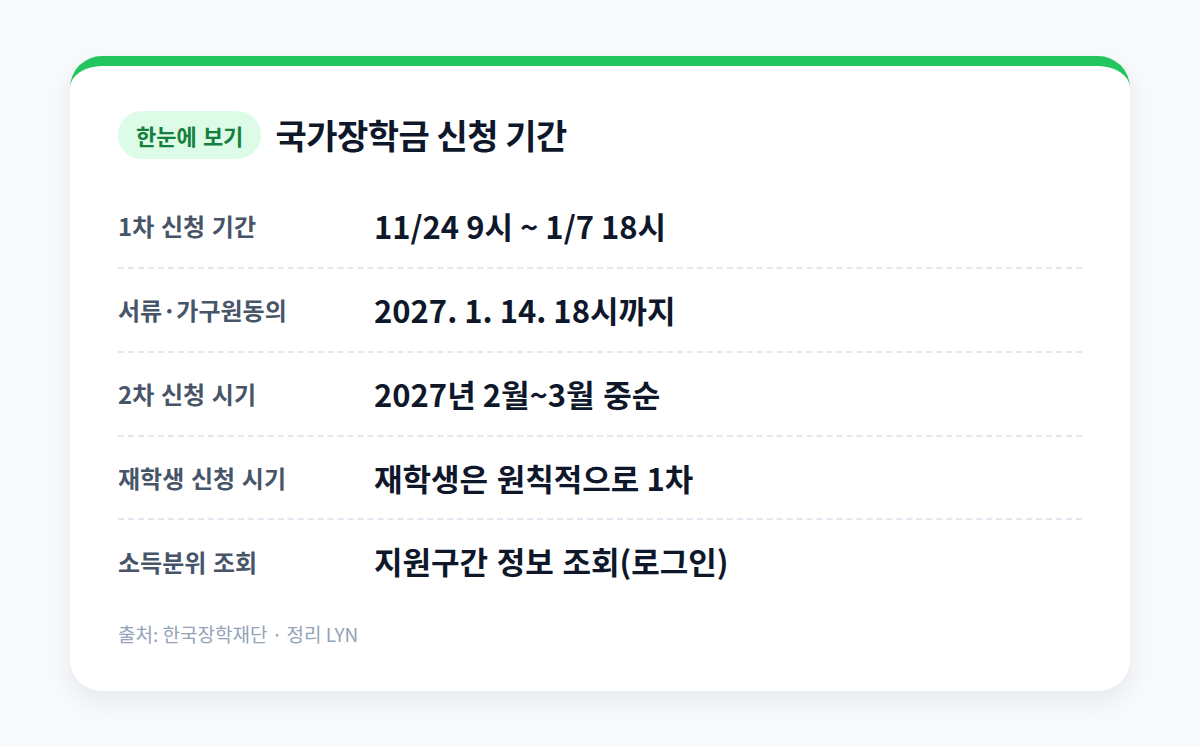 한눈에 보기 국가장학금 신청 기간
1차 신청 기간 11/24 9시 ~ 1/7 18시
서류·가구원동의 2027. 1. 14. 18시까지
2차 신청 시기 2027년 2월~3월 중순
재학생 신청 시기 재학생은 원칙적으로 1차
소득분위 조회 지원구간 정보 조회(로그인)
출처: 한국장학재단 · 정리 LYN